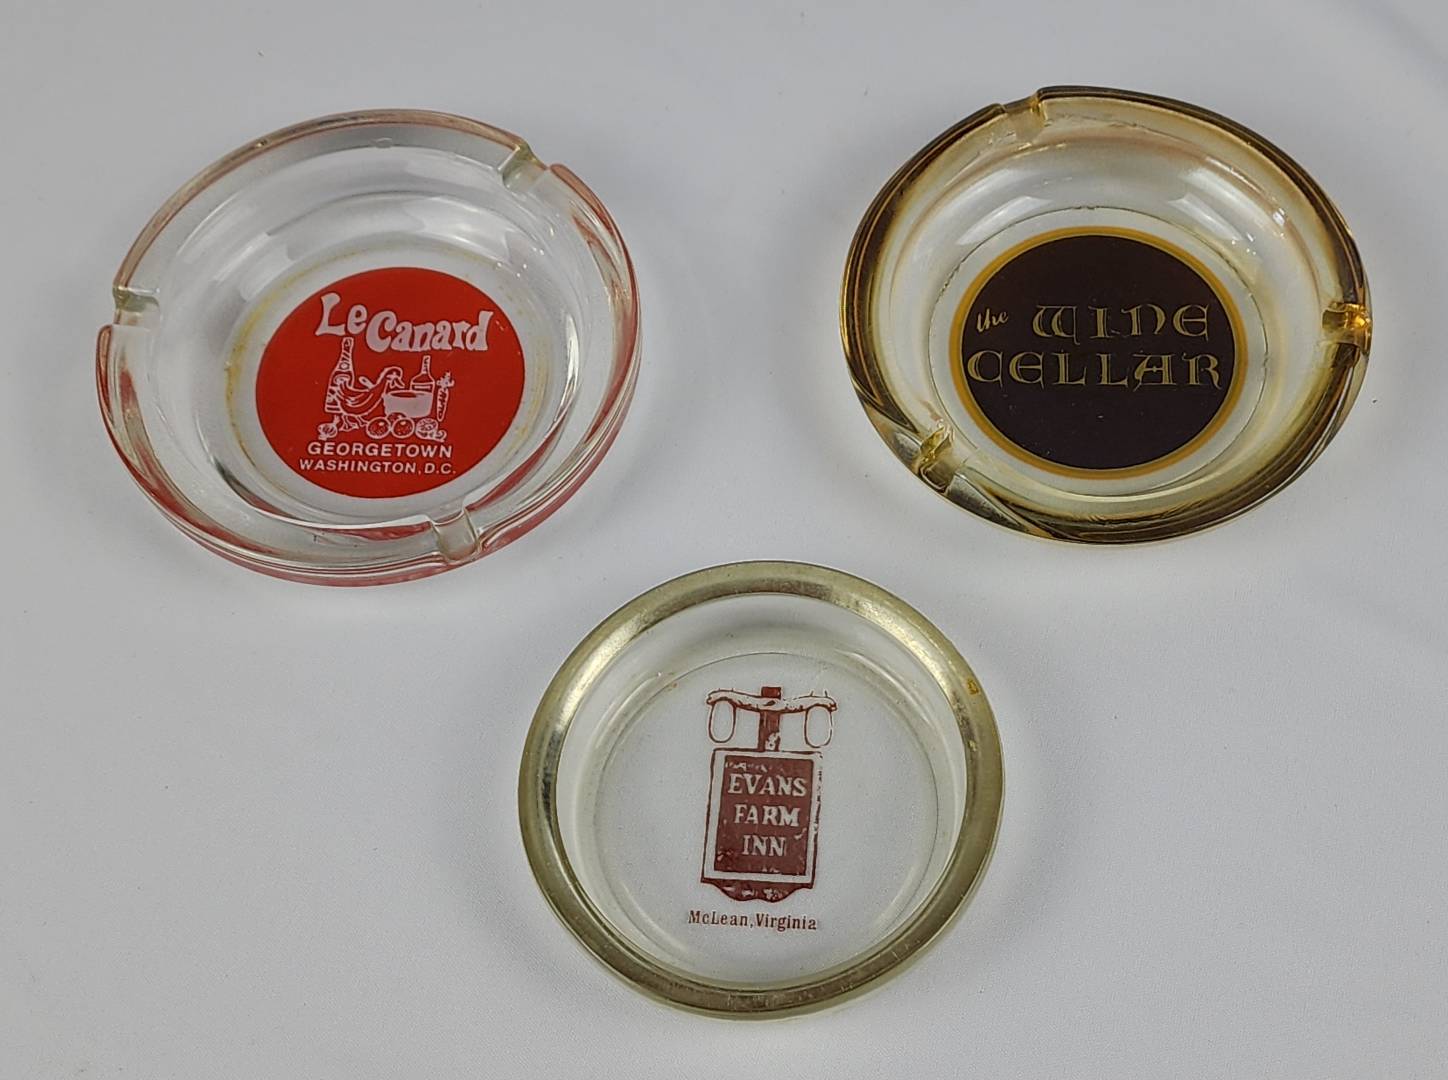 Le Canard
GEORGETOWN
WASHINGTON, D.C.
the WINE
CELLAR
EVANS
FARM
INN
McLean, Virginia